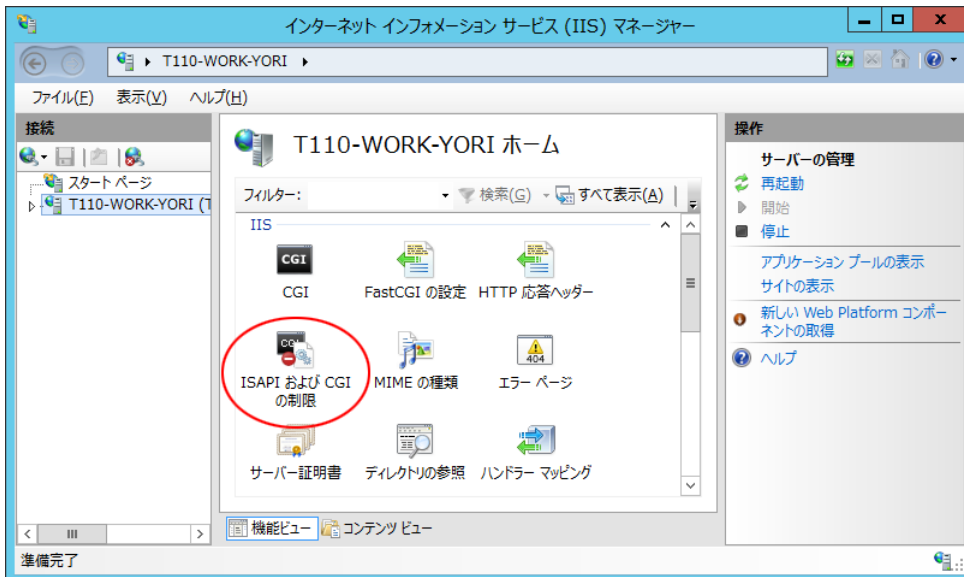 インターネット インフォメーション サービス (IIS) マネージャー
T110-WORK-YORI
ファイル(F) 表示(V) ヘルプ(H)
接続
スタート ページ
T110-WORK-YORI (T
T110-WORK-YORI ホーム
フィルター: 検索(G) すべて表示(A)
IIS
CGI
CGI
FastCGI の設定
HTTP 応答ヘッダー
CGI
ISAPI および CGI
の制限
MIME の種類
404
エラー ページ
サーバー証明書
ディレクトリの参照
ハンドラー マッピング
機能ビュー
コンテンツ ビュー
操作
サーバーの管理
再起動
開始
停止
アプリケーション プールの表示
サイトの表示
新しい Web Platform コンポー
ネントの取得
ヘルプ
準備完了